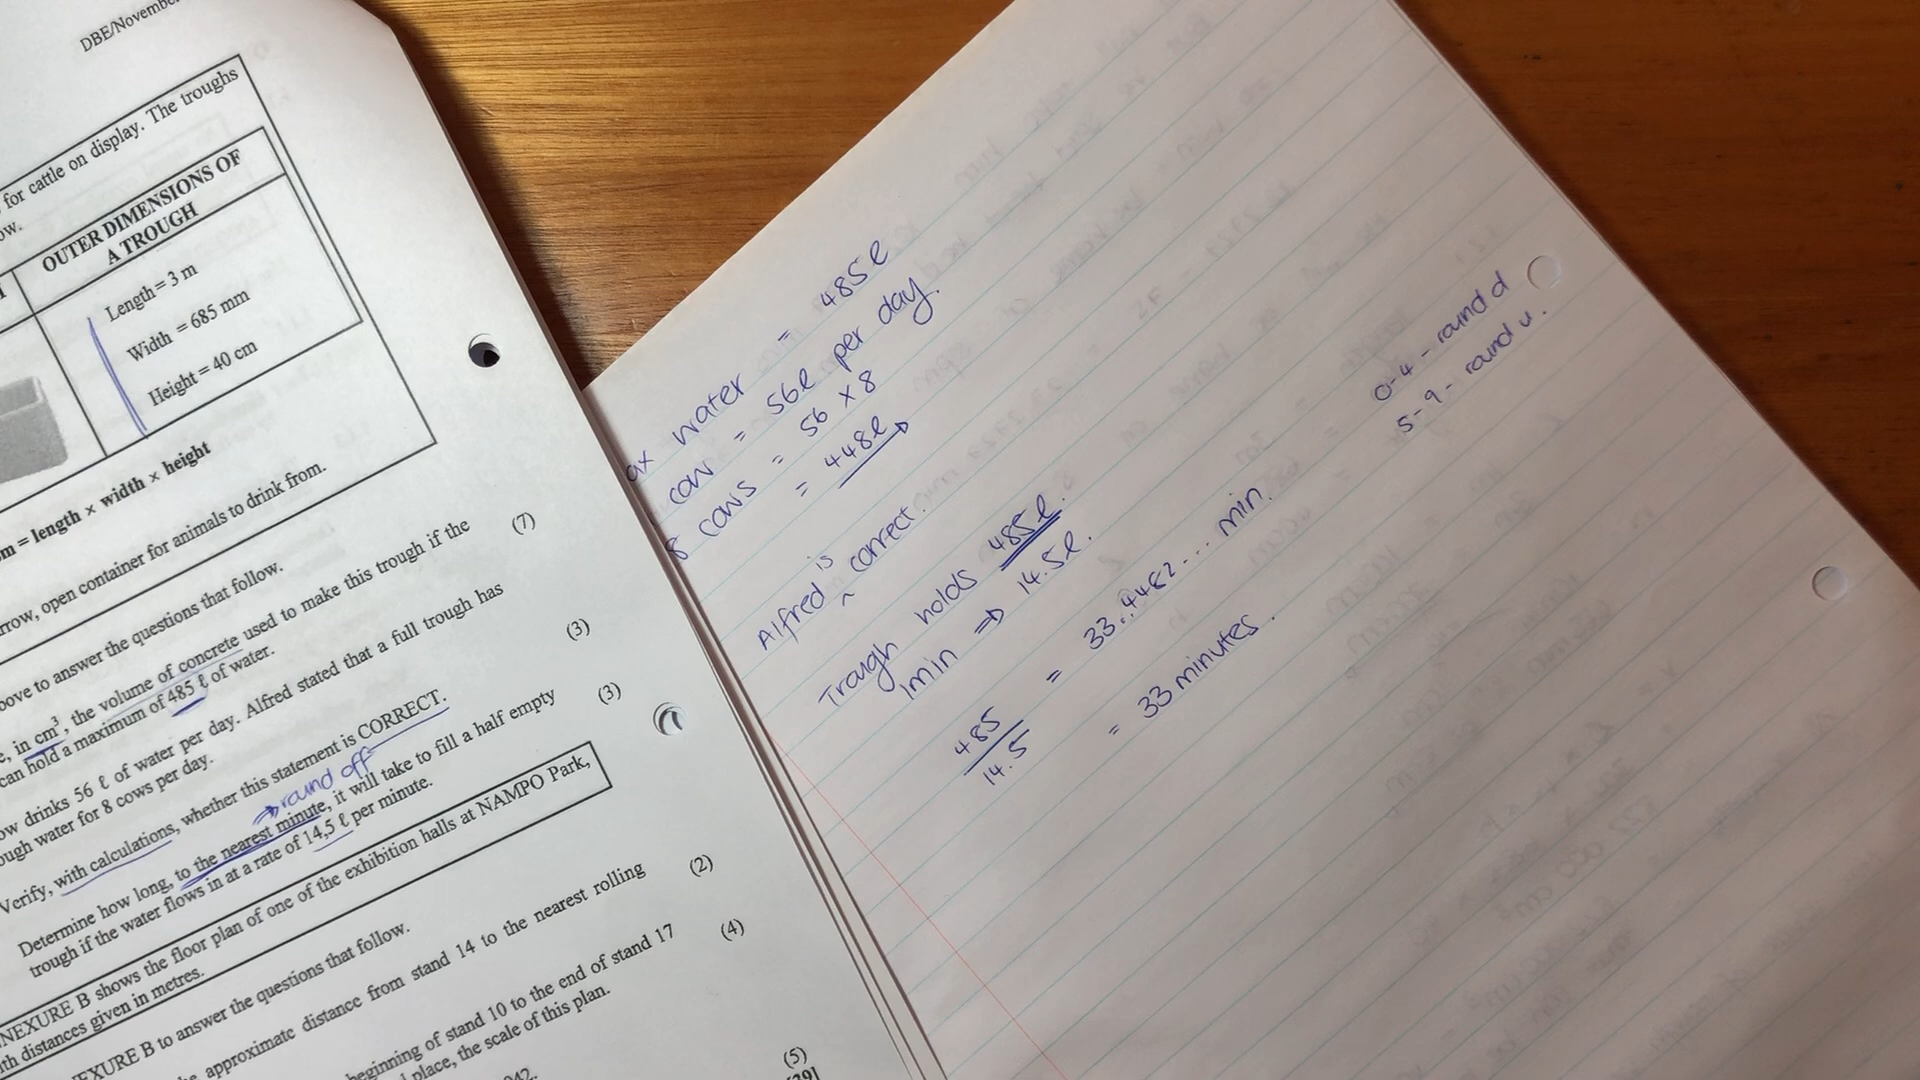 DBE/November
for cattle on display. The troughs
ow.
OUTER DIMENSIONS OF
A TROUGH
Length = 3 m
Width = 685 mm
Height = 40 cm
m = length × width × height
rrow, open container for animals to drink from.
bove to answer the questions that follow.
e, in cm³, the volume of concrete used to make this trough if the
can hold a maximum of 485 ℓ of water.
(7)
ow drinks 56 ℓ of water per day. Alfred stated that a full trough has
ough water for 8 cows per day.
(3)
Verify, with calculations, whether this statement is CORRECT.
(3)
→ round off
Determine how long, to the nearest minute, it will take to fill a half empty
trough if the water flows in at a rate of 14,5 ℓ per minute.
NEXURE B shows the floor plan of one of the exhibition halls at NAMPO Park,
th distances given in metres.
EXURE B to answer the questions that follow.
approximate distance from stand 14 to the nearest rolling
(2)
beginning of stand 10 to the end of stand 17
place, the scale of this plan.
(4)
(5)
[39]
ax water = 485ℓ
cow = 56ℓ per day.
8 cows = 56 × 8
= 448ℓ
Alfred is correct.
Trough holds 485ℓ.
1min ⇒ 14.5ℓ.
485/14.5 = 33.4482... min.
= 33 minutes.
0-4 - round d
5-9 - round u.